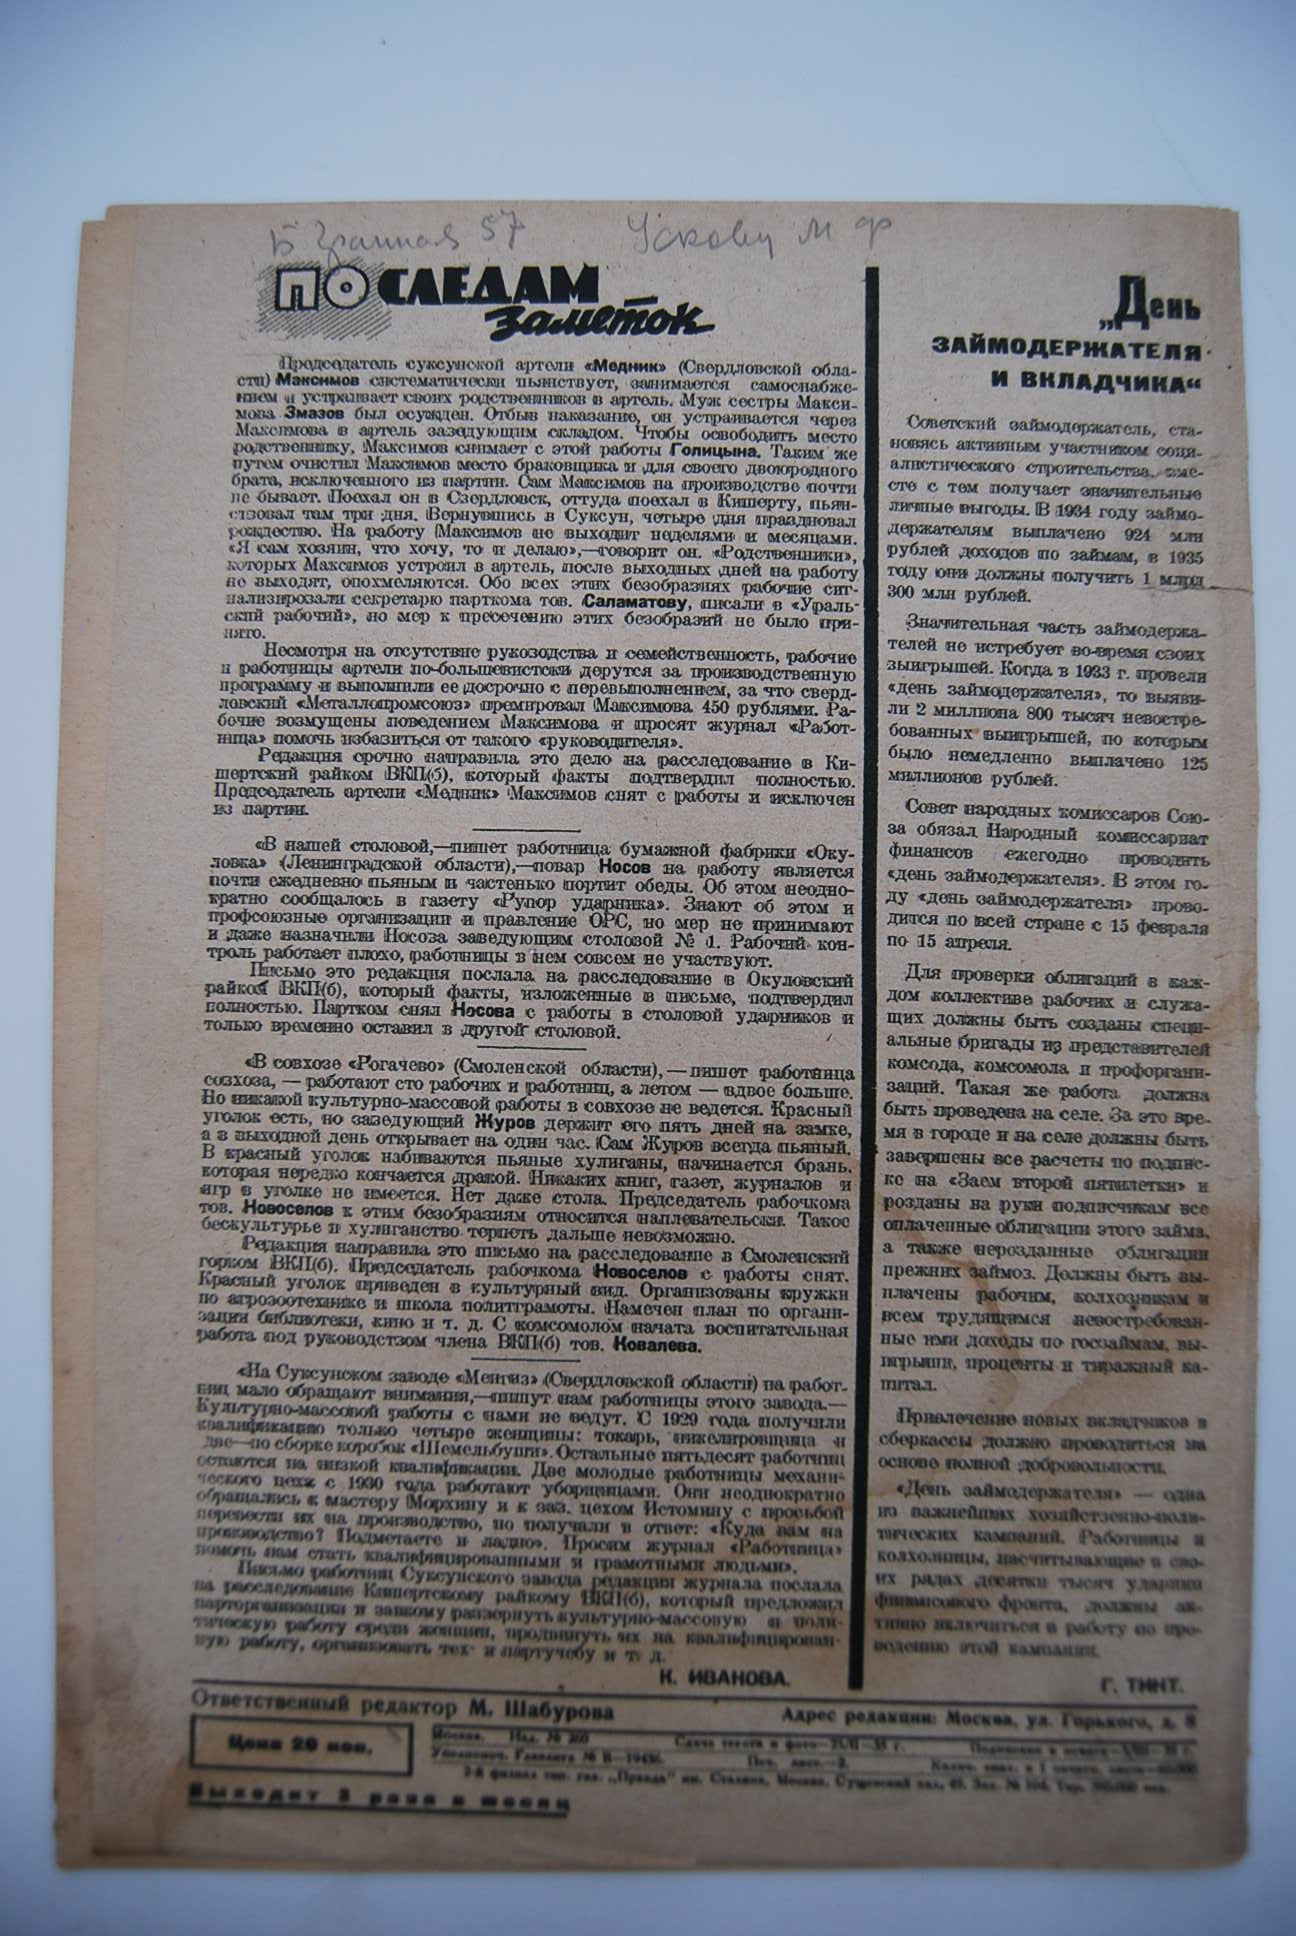 Ускову М Ф
ПО СЛЕДАМ
заметок
Председатель суксунской артели «Медник» (Свердловской обла-
сти) Максимов систематически пьянствует, занимается самоснабже-
нием и устраивает своих родственников в артель. Муж сестры Макси-
мова Змазов был осужден. Отбыв наказание, он устраивается через
Максимова в артель заведующим складом. Чтобы освободить место
родственнику, Максимов снимает с этой работы Голицына. Таким же
путем очистил Максимов место браковщика и для своего двоюродного
брата, исключенного из партии. Сам Максимов на производстве почти
не бывает. Поехал он в Свердловск, оттуда поехал в Кишерту, пьян-
ствовал там три дня. Вернувшись в Суксун, четыре дня праздновал
рождество. На работу Максимов не выходит неделями и месяцами.
«Я сам хозяин, что хочу, то и делаю»,—говорит он. «Родственники»,
которых Максимов устроил в артель, после выходных дней на работу
не выходят, опохмеляются. Обо всех этих безобразиях рабочие сиг-
нализировали секретарю парткома тов. Саламатову, писали в «Ураль-
ский рабочий», но мер к пресечению этих безобразий не было при-
нято.
Несмотря на отсутствие руководства и семейственность, рабочие
и работницы артели по-большевистски дерутся за производственную
программу и выполнили ее досрочно с перевыполнением, за что сверд-
ловский «Металлопромсоюз» премировал Максимова 450 рублями. Ра-
бочие возмущены поведением Максимова и просят журнал «Работ-
ница» помочь избавиться от такого «руководителя».
Редакция срочно направила это дело на расследование в Ки-
шертский райком ВКП(б), который факты подтвердил полностью.
Председатель артели «Медник» Максимов снят с работы и исключен
из партии.
«В нашей столовой,—пишет работница бумажной фабрики «Оку-
ловка» (Ленинградской области),—повар Носов на работу является
почти ежедневно пьяным и частенько портит обеды. Об этом неодно-
кратно сообщалось в газету «Рупор ударника». Знают об этом и
профсоюзные организации и правление ОРС, но мер не принимают
и даже назначили Носова заведующим столовой № 1. Рабочий кон-
троль работает плохо, работницы в нем совсем не участвуют.
Письмо это редакция послала на расследование в Окуловский
райком ВКП(б), который факты, изложенные в письме, подтвердил
полностью. Партком снял Носова с работы в столовой ударников и
только временно оставил в другой столовой.
«В совхозе «Рогачево» (Смоленской области),—пишет работница
совхоза, — работают сто рабочих и работниц, а летом — вдвое больше.
Но никакой культурно-массовой работы в совхозе не ведется. Красный
уголок есть, но заведующий Журов держит его пять дней на замке,
а в выходной день открывает на один час. Сам Журов всегда пьяный.
В красный уголок набиваются пьяные хулиганы, начинается брань,
которая нередко кончается дракой. Никаких книг, газет, журналов и
игр в уголке не имеется. Нет даже стола. Председатель рабочкома
тов. Новоселов к этим безобразиям относится наплевательски. Такое
бескультурье и хулиганство терпеть дальше невозможно.
Редакция направила это письмо на расследование в Смоленский
горком ВКП(б). Председатель рабочкома Новоселов с работы снят.
Красный уголок приведен в культурный вид. Организованы кружки
по агрозоотехнике и школа политграмоты. Намечен план по органи-
зации библиотеки, кино и т. д. С комсомолом начата воспитательная
работа под руководством члена ВКП(б) тов. Ковалева.
«На Суксунском заводе «Метиз» (Свердловской области) на работ-
ниц мало обращают внимания,—пишут нам работницы этого завода.—
Культурно-массовой работы с нами не ведут. С 1929 года получили
квалификацию только четыре женщины: токарь, никелировщица и
две—по сборке коробок «Шемельбуши». Остальные пятьдесят работниц
остаются на низкой квалификации. Две молодые работницы механи-
ческого цеха с 1930 года работают уборщицами. Они неоднократно
обращались к мастеру Морхину и к зав. цехом Истомину с просьбой
перевести их на производство, но получали в ответ: «Куда вам на
производство? Подметаете и ладно». Просим журнал «Работница»
помочь нам стать квалифицированными и грамотными людьми».
Письмо работниц Суксунского завода редакция журнала послала
на расследование Кишертскому райкому ВКП(б), который предложил
парторганизации и завкому развернуть культурно-массовую и поли-
тическую работу среди женщин, продвинуть их на квалифицирован-
ную работу, организовать тех- и партучебу и т. д.
К. ИВАНОВА.
„День
ЗАЙМОДЕРЖАТЕЛЯ
И ВКЛАДЧИКА“
Советский займодержатель, ста-
новясь активным участником соци-
алистического строительства, вме-
сте с тем получает значительные
личные выгоды. В 1934 году займо-
держателям выплачено 924 млн
рублей доходов по займам, в 1935
году они должны получить 1 млрд
300 млн рублей.
Значительная часть займодержа-
телей не истребует во-время своих
выигрышей. Когда в 1933 г. провели
«день займодержателя», то выяви-
ли 2 миллиона 800 тысяч невостре-
бованных выигрышей, по которым
было немедленно выплачено 125
миллионов рублей.
Совет народных комиссаров Сою-
за обязал Народный комиссариат
финансов ежегодно проводить
«день займодержателя». В этом го-
ду «день займодержателя» прово-
дится по всей стране с 15 февраля
по 15 апреля.
Для проверки облигаций в каж-
дом коллективе рабочих и служа-
щих должны быть созданы специ-
альные бригады из представителей
комсода, комсомола и профоргани-
заций. Такая же работа должна
быть проведена на селе. За это вре-
мя в городе и на селе должны быть
завершены все расчеты по подпис-
ке на «Заем второй пятилетки» и
розданы на руки подписчикам все
оплаченные облигации этого займа,
а также нерозданные облигации
прежних займов. Должны быть вы-
плачены рабочим, колхозникам и
всем трудящимся невостребован-
ные ими доходы по госзаймам, вы-
игрыши, проценты и тиражный ка-
питал.
Привлечение новых вкладчиков в
сберкассы должно проводиться на
основе полной добровольности.
«День займодержателя» — одна
из важнейших хозяйственно-поли-
тических кампаний. Работницы и
колхозницы, насчитывающие в сво-
их рядах десятки тысяч ударниц
финансового фронта, должны ак-
тивно включиться в работу по про-
ведению этой кампании.
Г. ТИНТ.
Ответственный редактор М. Шабурова
Адрес редакции: Москва, ул. Горького, д. 8
Цена 20 коп.
Выходит 3 раза в месяц
Москва. Изд. №
Сдача текста и фото—
Уполномоч. Главлита № В— Печ. лист.—2.
2-я филиал тип. газ. „Правда“ им. Сталина, Москва, Сущевский вал,